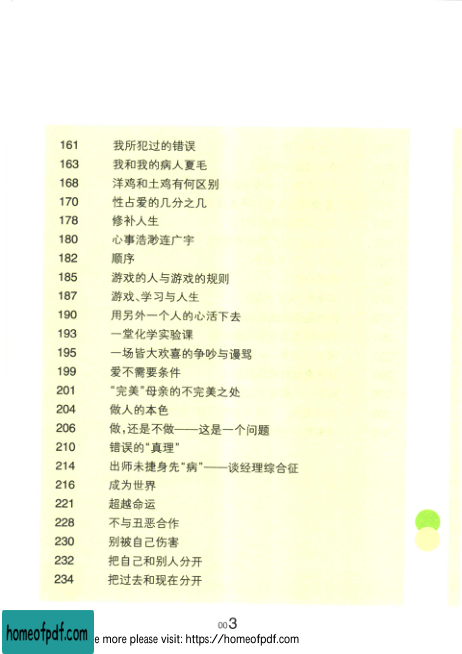 161 我所犯过的错误
163 我和我的病人夏毛
168 洋鸡和土鸡有何区别
170 性占爱的几分之几
178 修补人生
180 心事浩渺连广宇
182 顺序
185 游戏的人与游戏的规则
187 游戏、学习与人生
190 用另外一个人的心活下去
193 一堂化学实验课
195 一场皆大欢喜的争吵与谩骂
199 爱不需要条件
201 “完美”母亲的不完美之处
204 做人的本色
206 做,还是不做——这是一个问题
210 错误的“真理”
214 出师未捷身先“病”——谈经理综合征
216 成为世界
221 超越命运
228 不与丑恶合作
230 别被自己伤害
232 把自己和别人分开
234 把过去和现在分开
003
homeofpdf.com e more please visit: https://homeofpdf.com